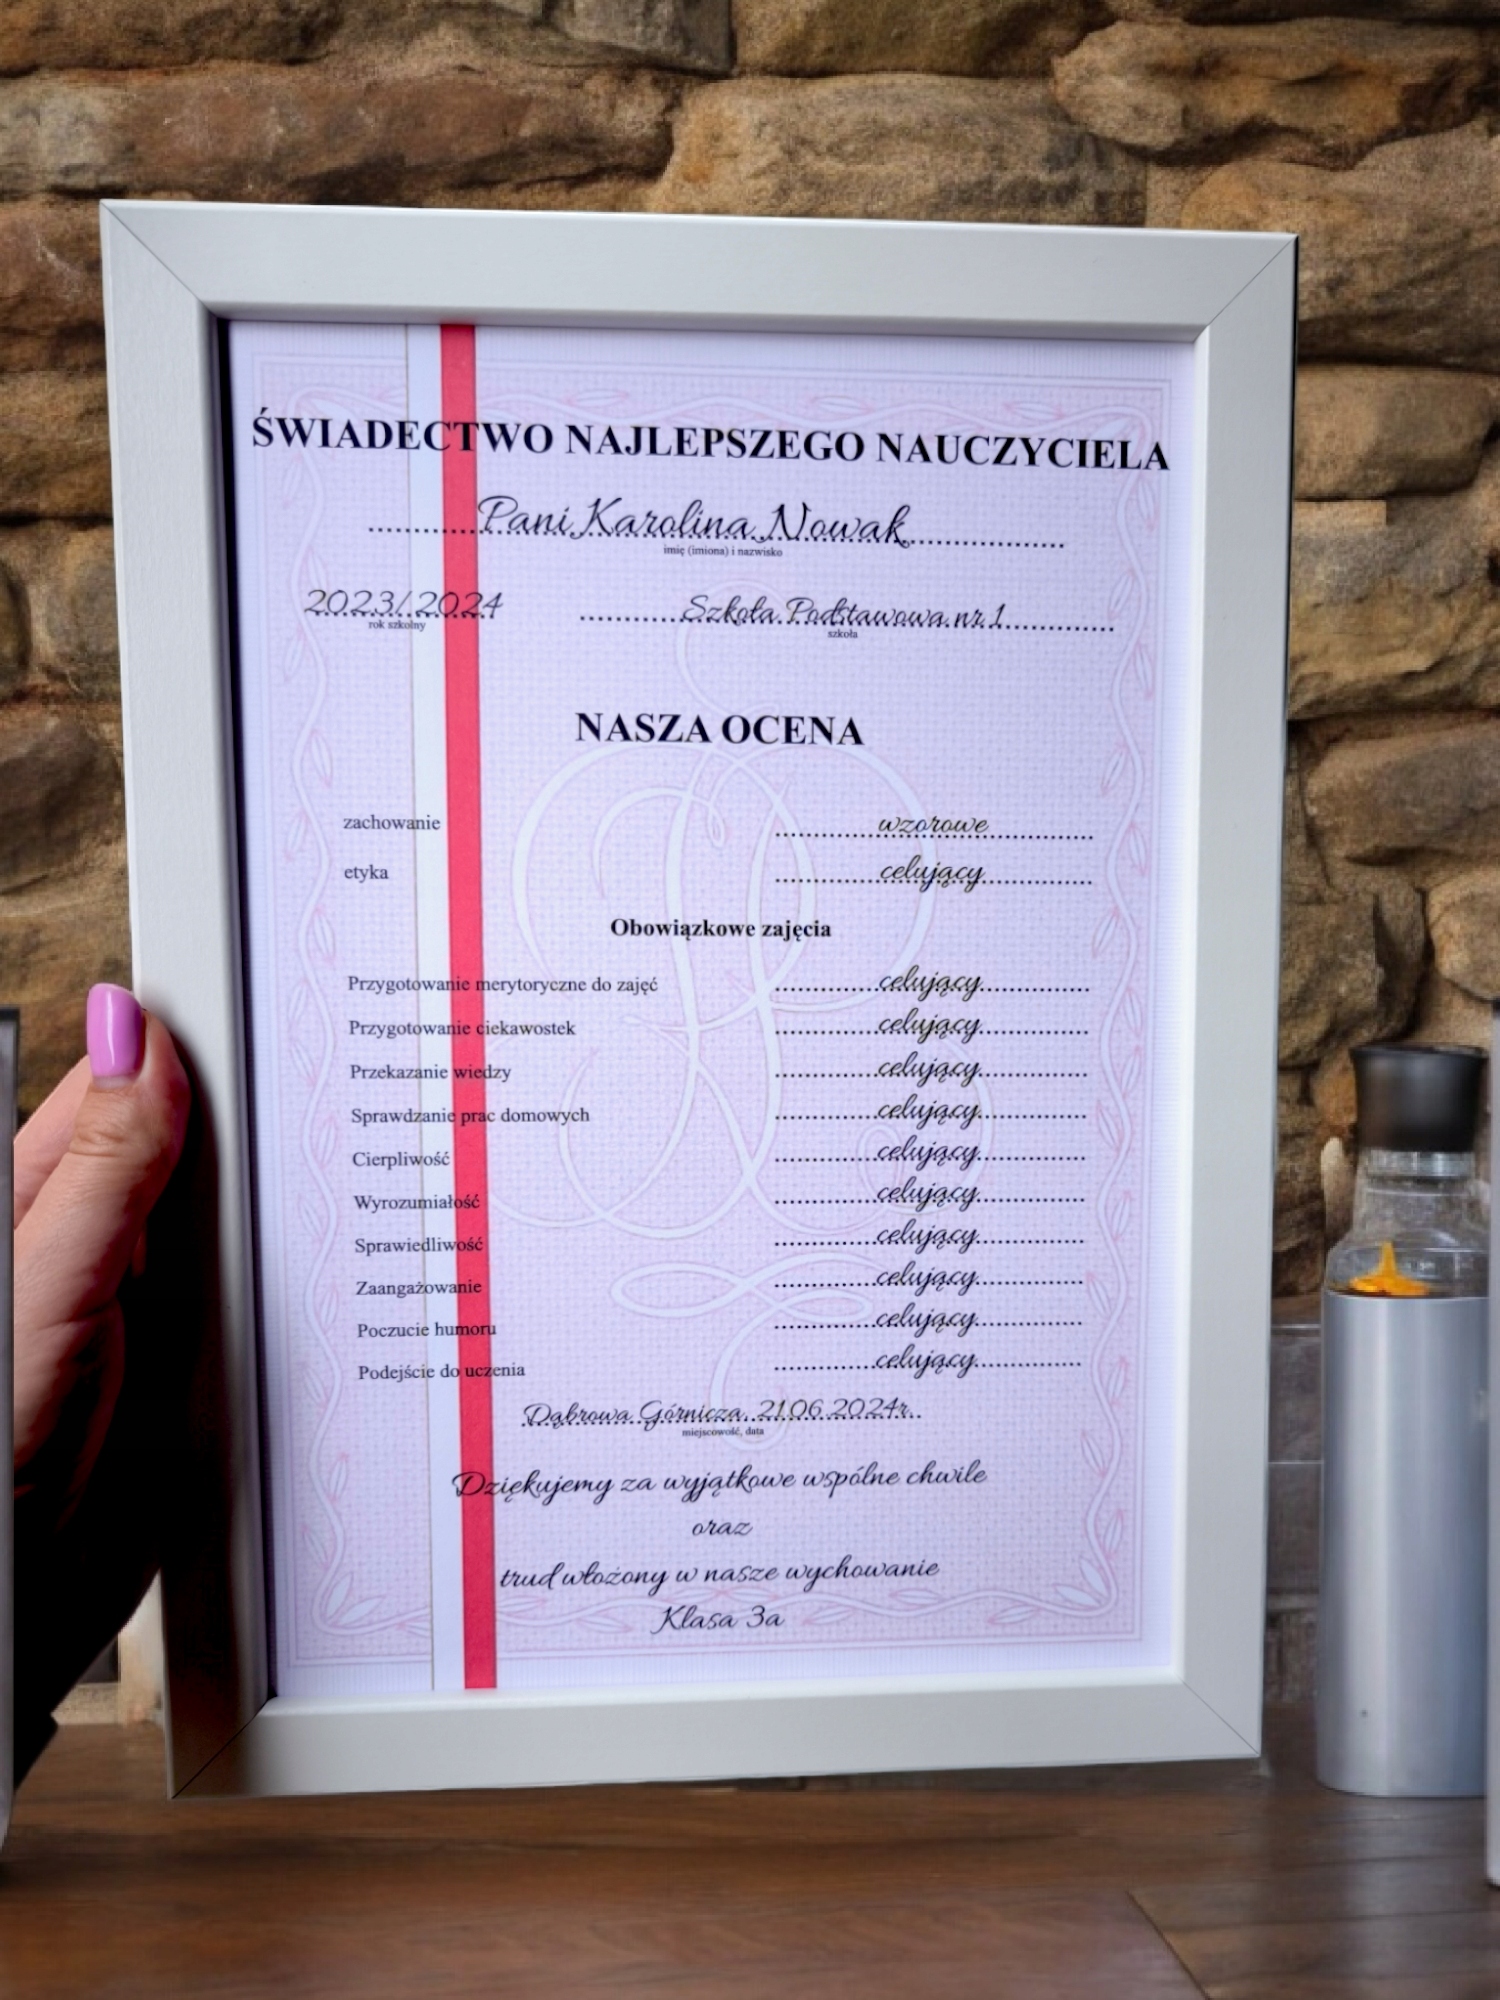 ŚWIADECTWO NAJLEPSZEGO NAUCZYCIELA
Pani Karolina Nowak
imię (imiona) i nazwisko
2023/2024 Szkoła Podstawowa nr 1
rok szkolny szkoła
NASZA OCENA
zachowanie wzorowe
etyka celujący
Obowiązkowe zajęcia
Przygotowanie merytoryczne do zajęć celujący
Przygotowanie ciekawostek celujący
Przekazanie wiedzy celujący
Sprawdzanie prac domowych celujący
Cierpliwość celujący
Wyrozumiałość celujący
Sprawiedliwość celujący
Zaangażowanie celujący
Poczucie humoru celujący
Podejście do uczenia celujący
Dąbrowa Górnicza, 21.06.2024r.
miejscowość, data
Dziękujemy za wyjątkowe wspólne chwile
oraz
trud włożony w nasze wychowanie
Klasa 3a